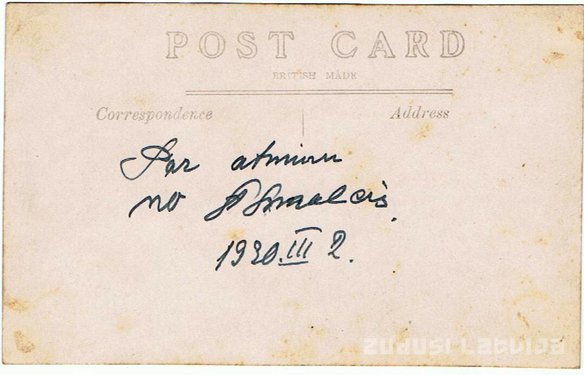 POST CARD
BRITISH MADE
Correspondence
Address
Par atmiņu
no
1930.III 2.
zudusi Latvija